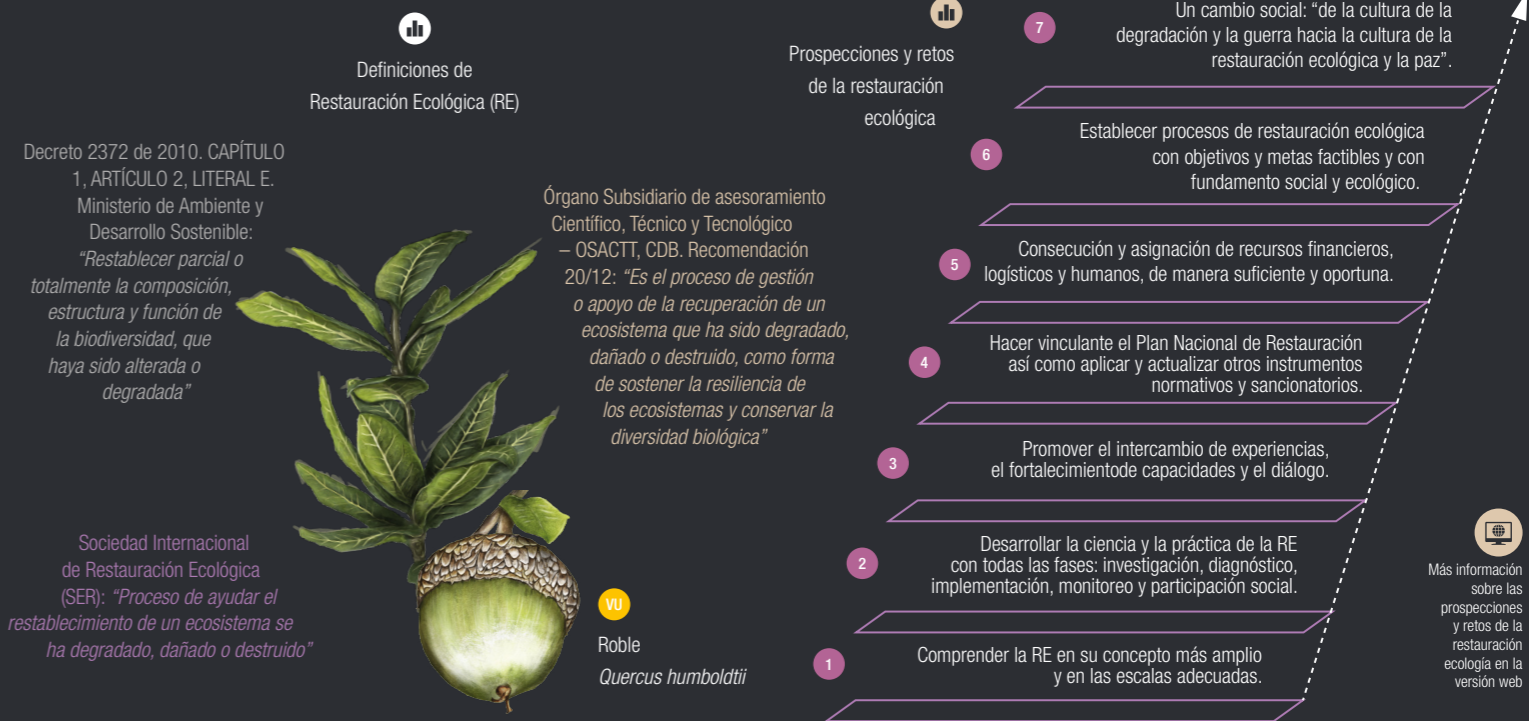 Definiciones de
Restauración Ecológica (RE)
Decreto 2372 de 2010. CAPÍTULO
1, ARTÍCULO 2, LITERAL E.
Ministerio de Ambiente y
Desarrollo Sostenible:
“Restablecer parcial o
totalmente la composición,
estructura y función de
la biodiversidad, que
haya sido alterada o
degradada”
Órgano Subsidiario de asesoramiento
Científico, Técnico y Tecnológico
– OSACTT, CDB. Recomendación
20/12: “Es el proceso de gestión
o apoyo de la recuperación de un
ecosistema que ha sido degradado,
dañado o destruido, como forma
de sostener la resiliencia de
los ecosistemas y conservar la
diversidad biológica”
Sociedad Internacional
de Restauración Ecológica
(SER): “Proceso de ayudar el
restablecimiento de un ecosistema se
ha degradado, dañado o destruido”
VU
Roble
Quercus humboldtii
Prospecciones y retos
de la restauración
ecológica
7
Un cambio social: “de la cultura de la
degradación y la guerra hacia la cultura de la
restauración ecológica y la paz”.
6
Establecer procesos de restauración ecológica
con objetivos y metas factibles y con
fundamento social y ecológico.
5
Consecución y asignación de recursos financieros,
logísticos y humanos, de manera suficiente y oportuna.
4
Hacer vinculante el Plan Nacional de Restauración
así como aplicar y actualizar otros instrumentos
normativos y sancionatorios.
3
Promover el intercambio de experiencias,
el fortalecimientode capacidades y el diálogo.
2
Desarrollar la ciencia y la práctica de la RE
con todas las fases: investigación, diagnóstico,
implementación, monitoreo y participación social.
1
Comprender la RE en su concepto más amplio
y en las escalas adecuadas.
Más información
sobre las
prospecciones
y retos de la
restauración
ecología en la
versión web